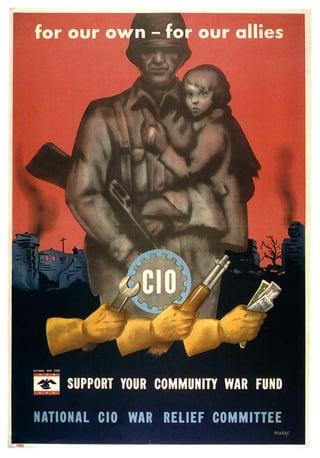 for our own – for our allies
CIO
SUPPORT YOUR COMMUNITY WAR FUND
NATIONAL CIO WAR RELIEF COMMITTEE